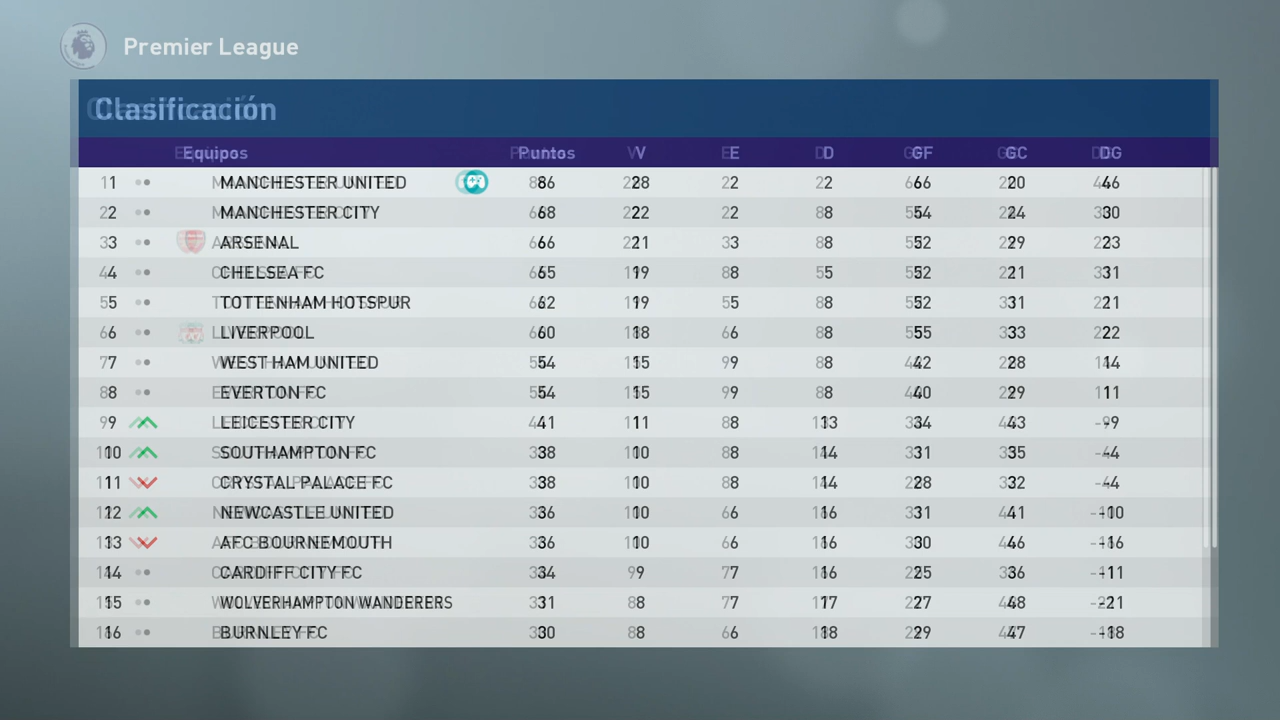 Premier League
Clasificación
Equipos Puntos V E D GF GC DG
1 MANCHESTER UNITED 86 28 2 2 66 20 46
2 MANCHESTER CITY 68 22 2 8 54 24 30
3 ARSENAL 66 21 3 8 52 29 23
4 CHELSEA FC 65 19 8 5 52 21 31
5 TOTTENHAM HOTSPUR 62 19 5 8 52 31 21
6 LIVERPOOL 60 18 6 8 55 33 22
7 WEST HAM UNITED 54 15 9 8 42 28 14
8 EVERTON FC 54 15 9 8 40 29 11
9 LEICESTER CITY 41 11 8 13 34 43 -9
10 SOUTHAMPTON FC 38 10 8 14 31 35 -4
11 CRYSTAL PALACE FC 38 10 8 14 28 32 -4
12 NEWCASTLE UNITED 36 10 6 16 31 41 -10
13 AFC BOURNEMOUTH 36 10 6 16 30 46 -16
14 CARDIFF CITY FC 34 9 7 16 25 36 -11
15 WOLVERHAMPTON WANDERERS 31 8 7 17 27 48 -21
16 BURNLEY FC 30 8 6 18 29 47 -18